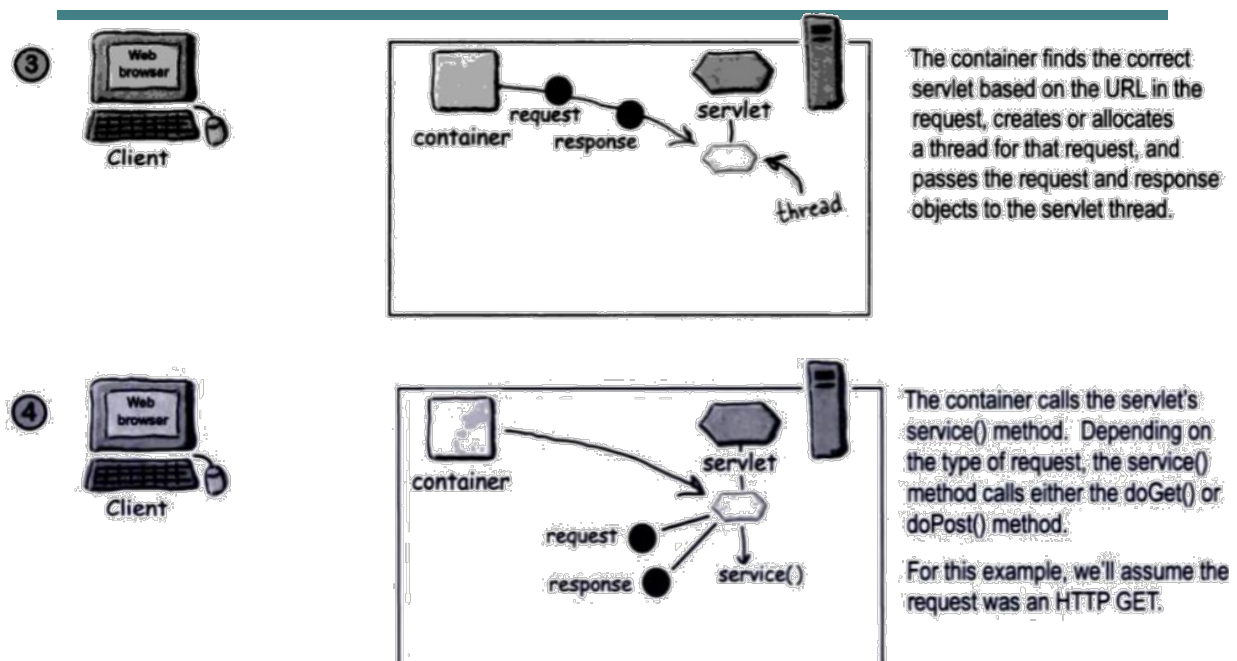 3
Web
browser
Client
container
request
response
servlet
thread
The container finds the correct
servlet based on the URL in the
request, creates or allocates
a thread for that request, and
passes the request and response
objects to the servlet thread.
4
Web
browser
Client
container
servlet
request
response
service()
The container calls the servlet's
service() method. Depending on
the type of request, the service()
method calls either the doGet() or
doPost() method.
For this example, we'll assume the
request was an HTTP GET.